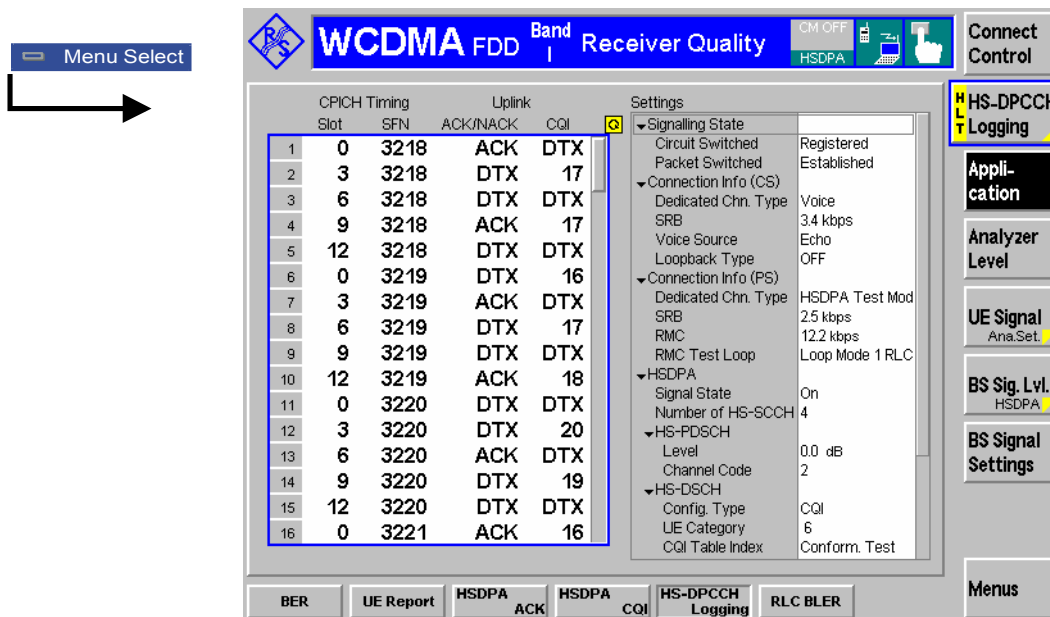 Menu Select
R S
WCDMA FDD Band I Receiver Quality
CM OFF
HSDPA
Connect Control
CPICH Timing Uplink
Slot SFN ACK/NACK CQI
1 0 3218 ACK DTX
2 3 3218 DTX 17
3 6 3218 DTX DTX
4 9 3218 ACK 17
5 12 3218 DTX DTX
6 0 3219 DTX 16
7 3 3219 ACK DTX
8 6 3219 DTX 17
9 9 3219 DTX DTX
10 12 3219 ACK 18
11 0 3220 DTX DTX
12 3 3220 DTX 20
13 6 3220 ACK DTX
14 9 3220 DTX 19
15 12 3220 DTX DTX
16 0 3221 ACK 16
Settings
Signalling State
Circuit Switched Registered
Packet Switched Established
Connection Info (CS)
Dedicated Chn. Type Voice
SRB 3.4 kbps
Voice Source Echo
Loopback Type OFF
Connection Info (PS)
Dedicated Chn. Type HSDPA Test Mod
SRB 2.5 kbps
RMC 12.2 kbps
RMC Test Loop Loop Mode 1 RLC
HSDPA
Signal State On
Number of HS-SCCH 4
HS-PDSCH
Level 0.0 dB
Channel Code 2
HS-DSCH
Config. Type CQI
UE Category 6
CQI Table Index Conform. Test
HLT
HS-DPCCH
Logging
Appli-
cation
Analyzer
Level
UE Signal
Ana.Set.
BS Sig. Lvl.
HSDPA
BS Signal
Settings
Menus
BER
UE Report
HSDPA
ACK
HSDPA
CQI
HS-DPCCH
Logging
RLC BLER